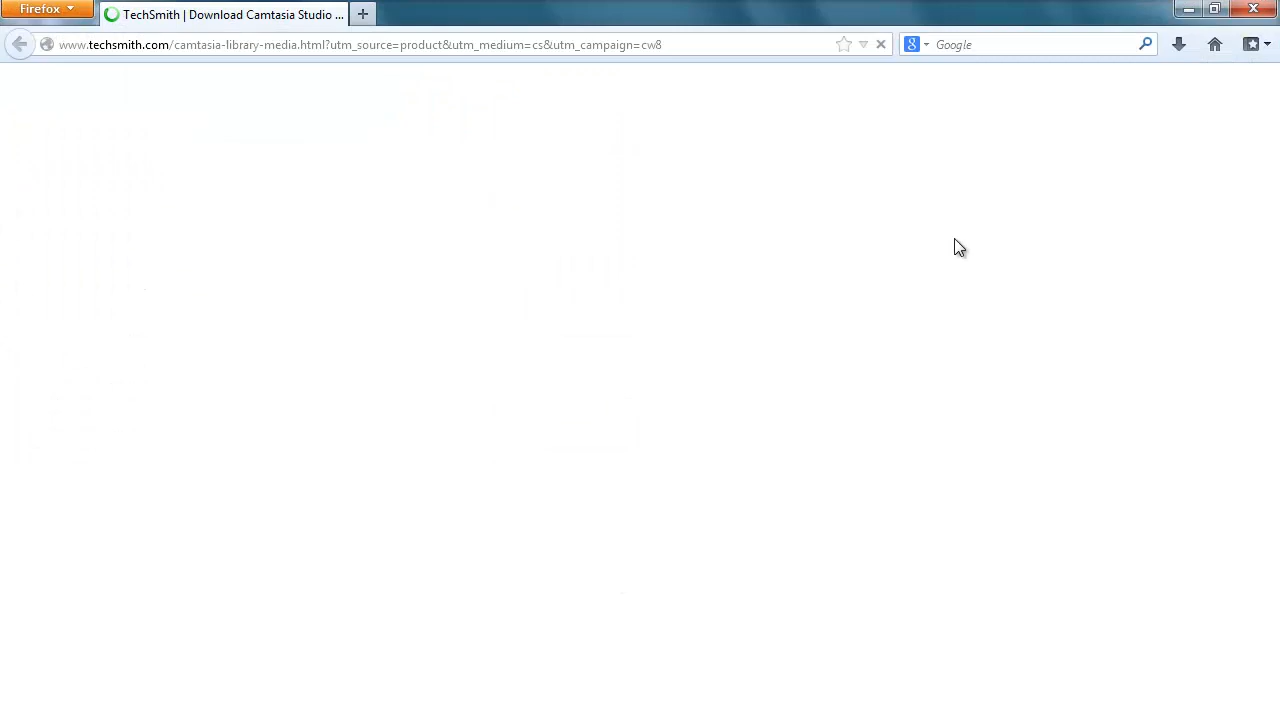 Firefox
TechSmith | Download Camtasia Studio ...
www.techsmith.com/camtasia-library-media.html?utm_source=product&utm_medium=cs&utm_campaign=cw8
Google